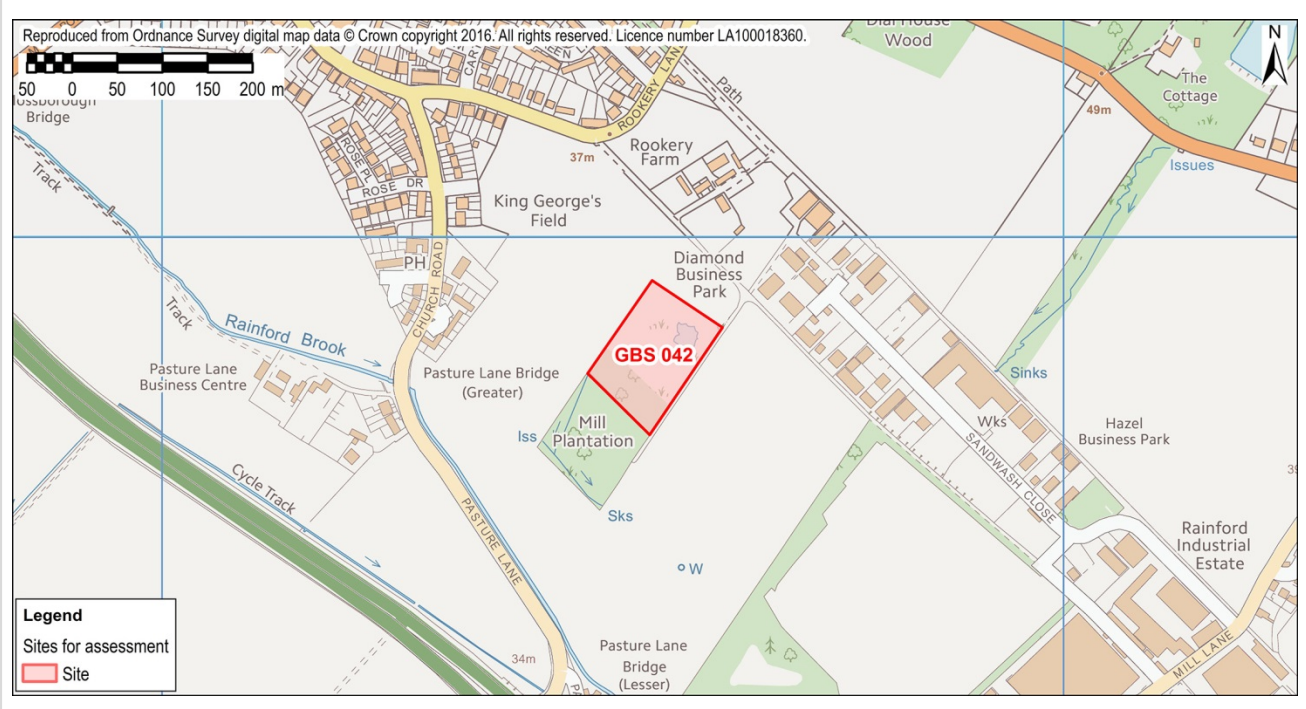 Reproduced from Ordnance Survey digital map data © Crown copyright 2016. All rights reserved. Licence number LA100018360.
50 0 50 100 150 200 m
N
Dial House
Wood
The
Cottage
49m
Issues
Path
ROOKERY LANE
37m
Rookery
Farm
Bridge
Track
ROSE PL
ROSE DR
King George's
Field
PH
CHURCH ROAD
Diamond
Business
Park
Track
Rainford Brook
Pasture Lane
Business Centre
Pasture Lane Bridge
(Greater)
GBS 042
Sinks
Iss
Mill
Plantation
Wks
Hazel
Business Park
SANDWASH CLOSE
Cycle Track
PASTURE LANE
Sks
W
Rainford
Industrial
Estate
MILL LANE
Pasture Lane
Bridge
(Lesser)
34m
Legend
Sites for assessment
Site